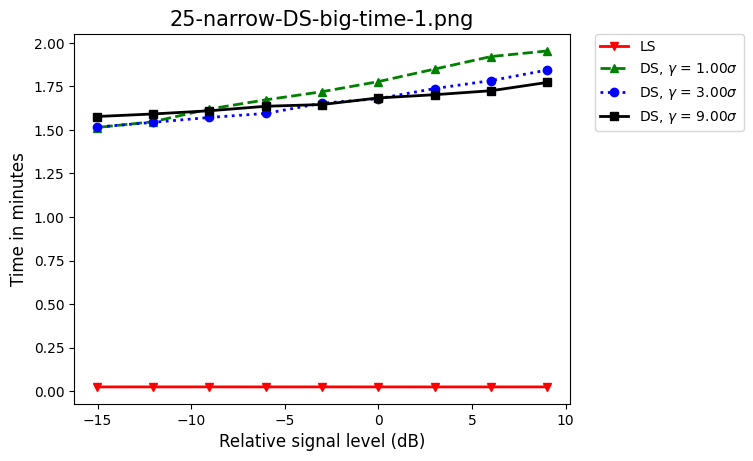 25-narrow-DS-big-time-1.png
2.00
1.75
1.50
1.25
1.00
0.75
0.50
0.25
0.00
Time in minutes
−15
−10
−5
0
5
10
Relative signal level (dB)
LS
DS, γ = 1.00σ
DS, γ = 3.00σ
DS, γ = 9.00σ